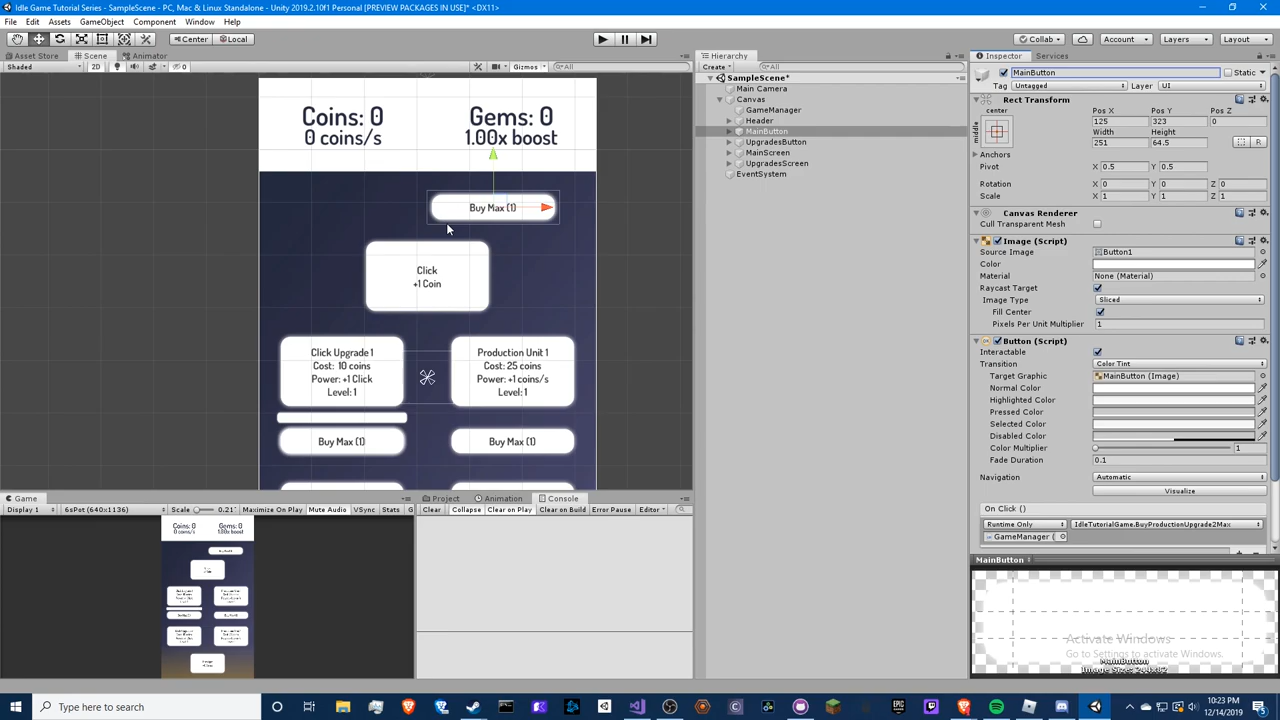 Idle Game Tutorial Series - SampleScene - PC, Mac & Linux Standalone - Unity 2019.2.10f1 Personal [PREVIEW PACKAGES IN USE]* <DX11>
File Edit Assets GameObject Component Window Help
Center Local Collab Account Layers Layout
Asset Store Scene Animator
Shaded 2D 0 Gizmos All
Coins: 0 Gems: 0
0 coins/s 1.00x boost
Buy Max (1)
Click
+1 Coin
Click Upgrade 1
Cost: 10 coins
Power: +1 Click
Level: 1
Production Unit 1
Cost: 25 coins
Power: +1 coins/s
Level: 1
Buy Max (1) Buy Max (1)
Hierarchy
Create All
SampleScene*
Main Camera
Canvas
GameManager
Header
MainButton
UpgradesButton
MainScreen
UpgradesScreen
EventSystem
Inspector Services
MainButton Static
Tag Untagged Layer UI
Rect Transform
center Pos X Pos Y Pos Z
middle 125 323 0
Width Height
251 64.5 R
Anchors
Pivot X 0.5 Y 0.5
Rotation X 0 Y 0 Z 0
Scale X 1 Y 1 Z 1
Canvas Renderer
Cull Transparent Mesh
Image (Script)
Source Image Button1
Color
Material None (Material)
Raycast Target
Image Type Sliced
Fill Center
Pixels Per Unit Multiplier 1
Button (Script)
Interactable
Transition Color Tint
Target Graphic MainButton (Image)
Normal Color
Highlighted Color
Pressed Color
Selected Color
Disabled Color
Color Multiplier 1
Fade Duration 0.1
Navigation Automatic
Visualize
On Click ()
Runtime Only IdleTutorialGame.BuyProductionUpgrade2Max
GameManager (
MainButton
Activate Windows
Go to Settings to activate Windows.
MainButton
Image Size: 244x82
Game
Display 1 6sPet (640x1136) Scale 0.21 Maximize On Play Mute Audio VSync Stats G
Coins: 0 Gems: 0
0 coins/s 1.00x boost
Project Animation Console
Clear Collapse Clear on Play Clear on Build Error Pause Editor
Type here to search
10:23 PM
12/14/2019